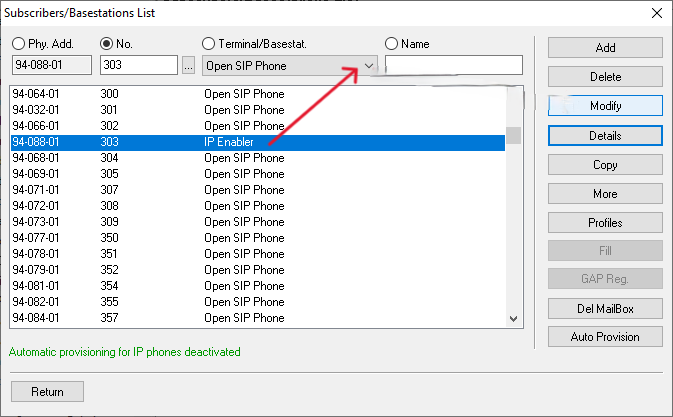 Subscribers/Basestations List
Phy. Add. No. Terminal/Basestat. Name
94-088-01 303 ... Open SIP Phone
94-064-01 300 Open SIP Phone
94-032-01 301 Open SIP Phone
94-066-01 302 Open SIP Phone
94-088-01 303 IP Enabler
94-068-01 304 Open SIP Phone
94-069-01 305 Open SIP Phone
94-071-01 307 Open SIP Phone
94-072-01 308 Open SIP Phone
94-073-01 309 Open SIP Phone
94-077-01 350 Open SIP Phone
94-078-01 351 Open SIP Phone
94-079-01 352 Open SIP Phone
94-081-01 354 Open SIP Phone
94-082-01 355 Open SIP Phone
94-084-01 357 Open SIP Phone
Automatic provisioning for IP phones deactivated
Return
Add
Delete
Modify
Details
Copy
More
Profiles
Fill
GAP Reg.
Del MailBox
Auto Provision